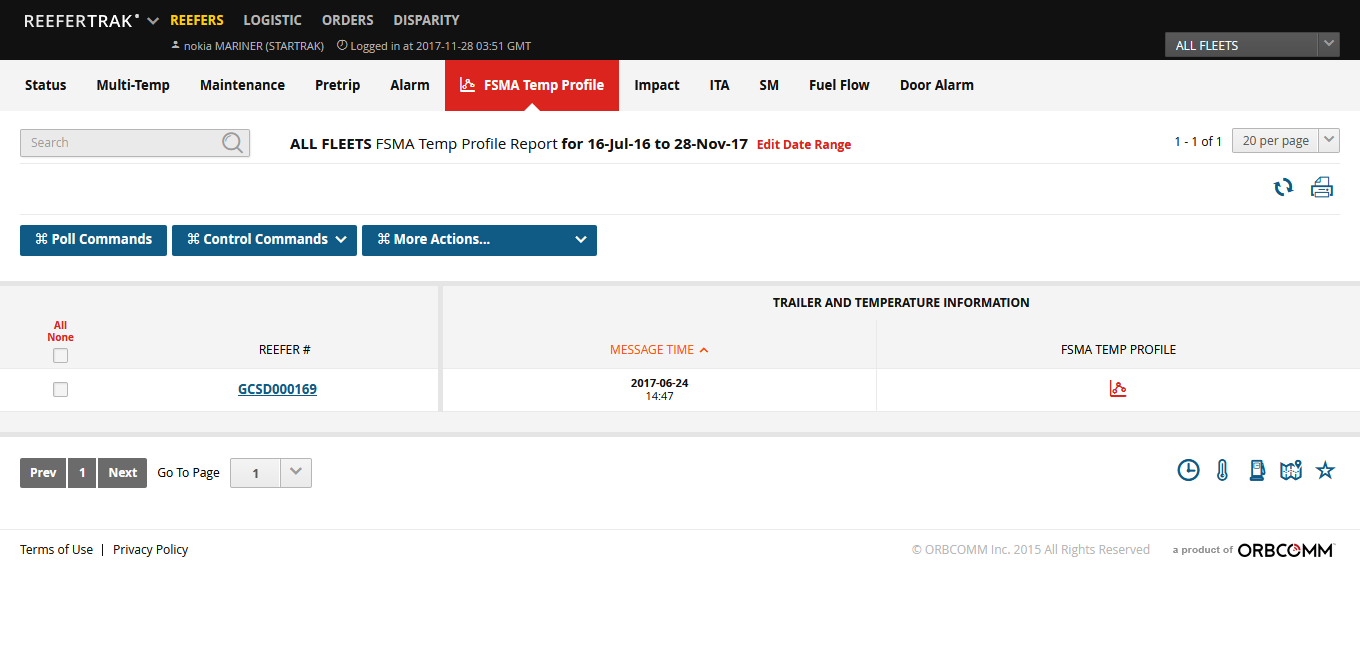 REEFERTRAK REEFERS LOGISTIC ORDERS DISPARITY
nokia MARINER (STARTRAK) Logged in at 2017-11-28 03:51 GMT
ALL FLEETS
Status Multi-Temp Maintenance Pretrip Alarm FSMA Temp Profile Impact ITA SM Fuel Flow Door Alarm
Search
ALL FLEETS FSMA Temp Profile Report for 16-Jul-16 to 28-Nov-17 Edit Date Range
1 - 1 of 1 20 per page
⌘ Poll Commands ⌘ Control Commands ⌘ More Actions...
TRAILER AND TEMPERATURE INFORMATION
All
None
REEFER # MESSAGE TIME FSMA TEMP PROFILE
GCSD000169
2017-06-24
14:47
Prev 1 Next Go To Page 1
Terms of Use | Privacy Policy
© ORBCOMM Inc. 2015 All Rights Reserved a product of ORBCOMM